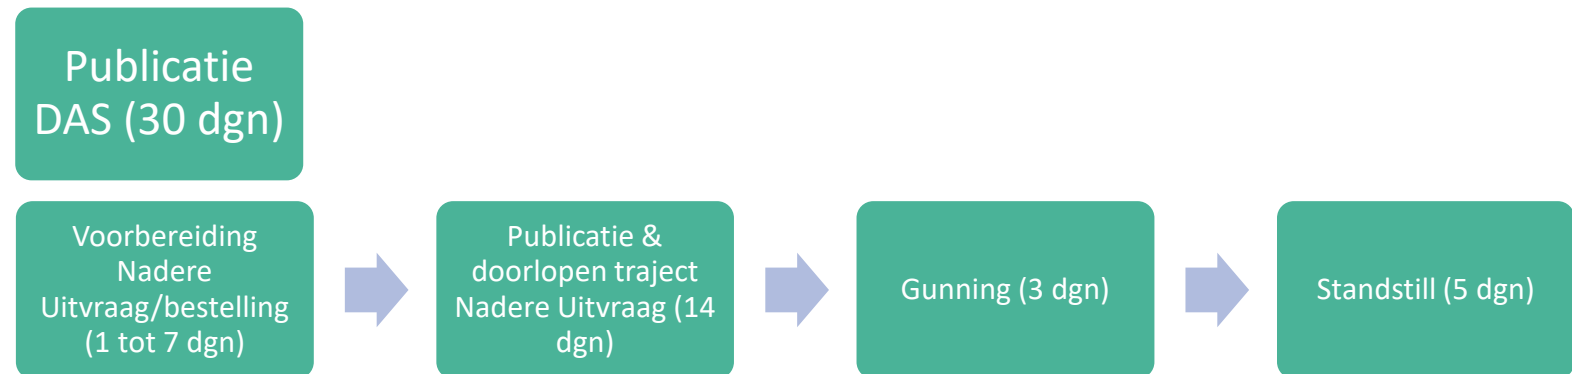 Publicatie
DAS (30 dgn)
Voorbereiding
Nadere
Uitvraag/bestelling
(1 tot 7 dgn)
Publicatie &
doorlopen traject
Nadere Uitvraag (14
dgn)
Gunning (3 dgn)
Standstill (5 dgn)